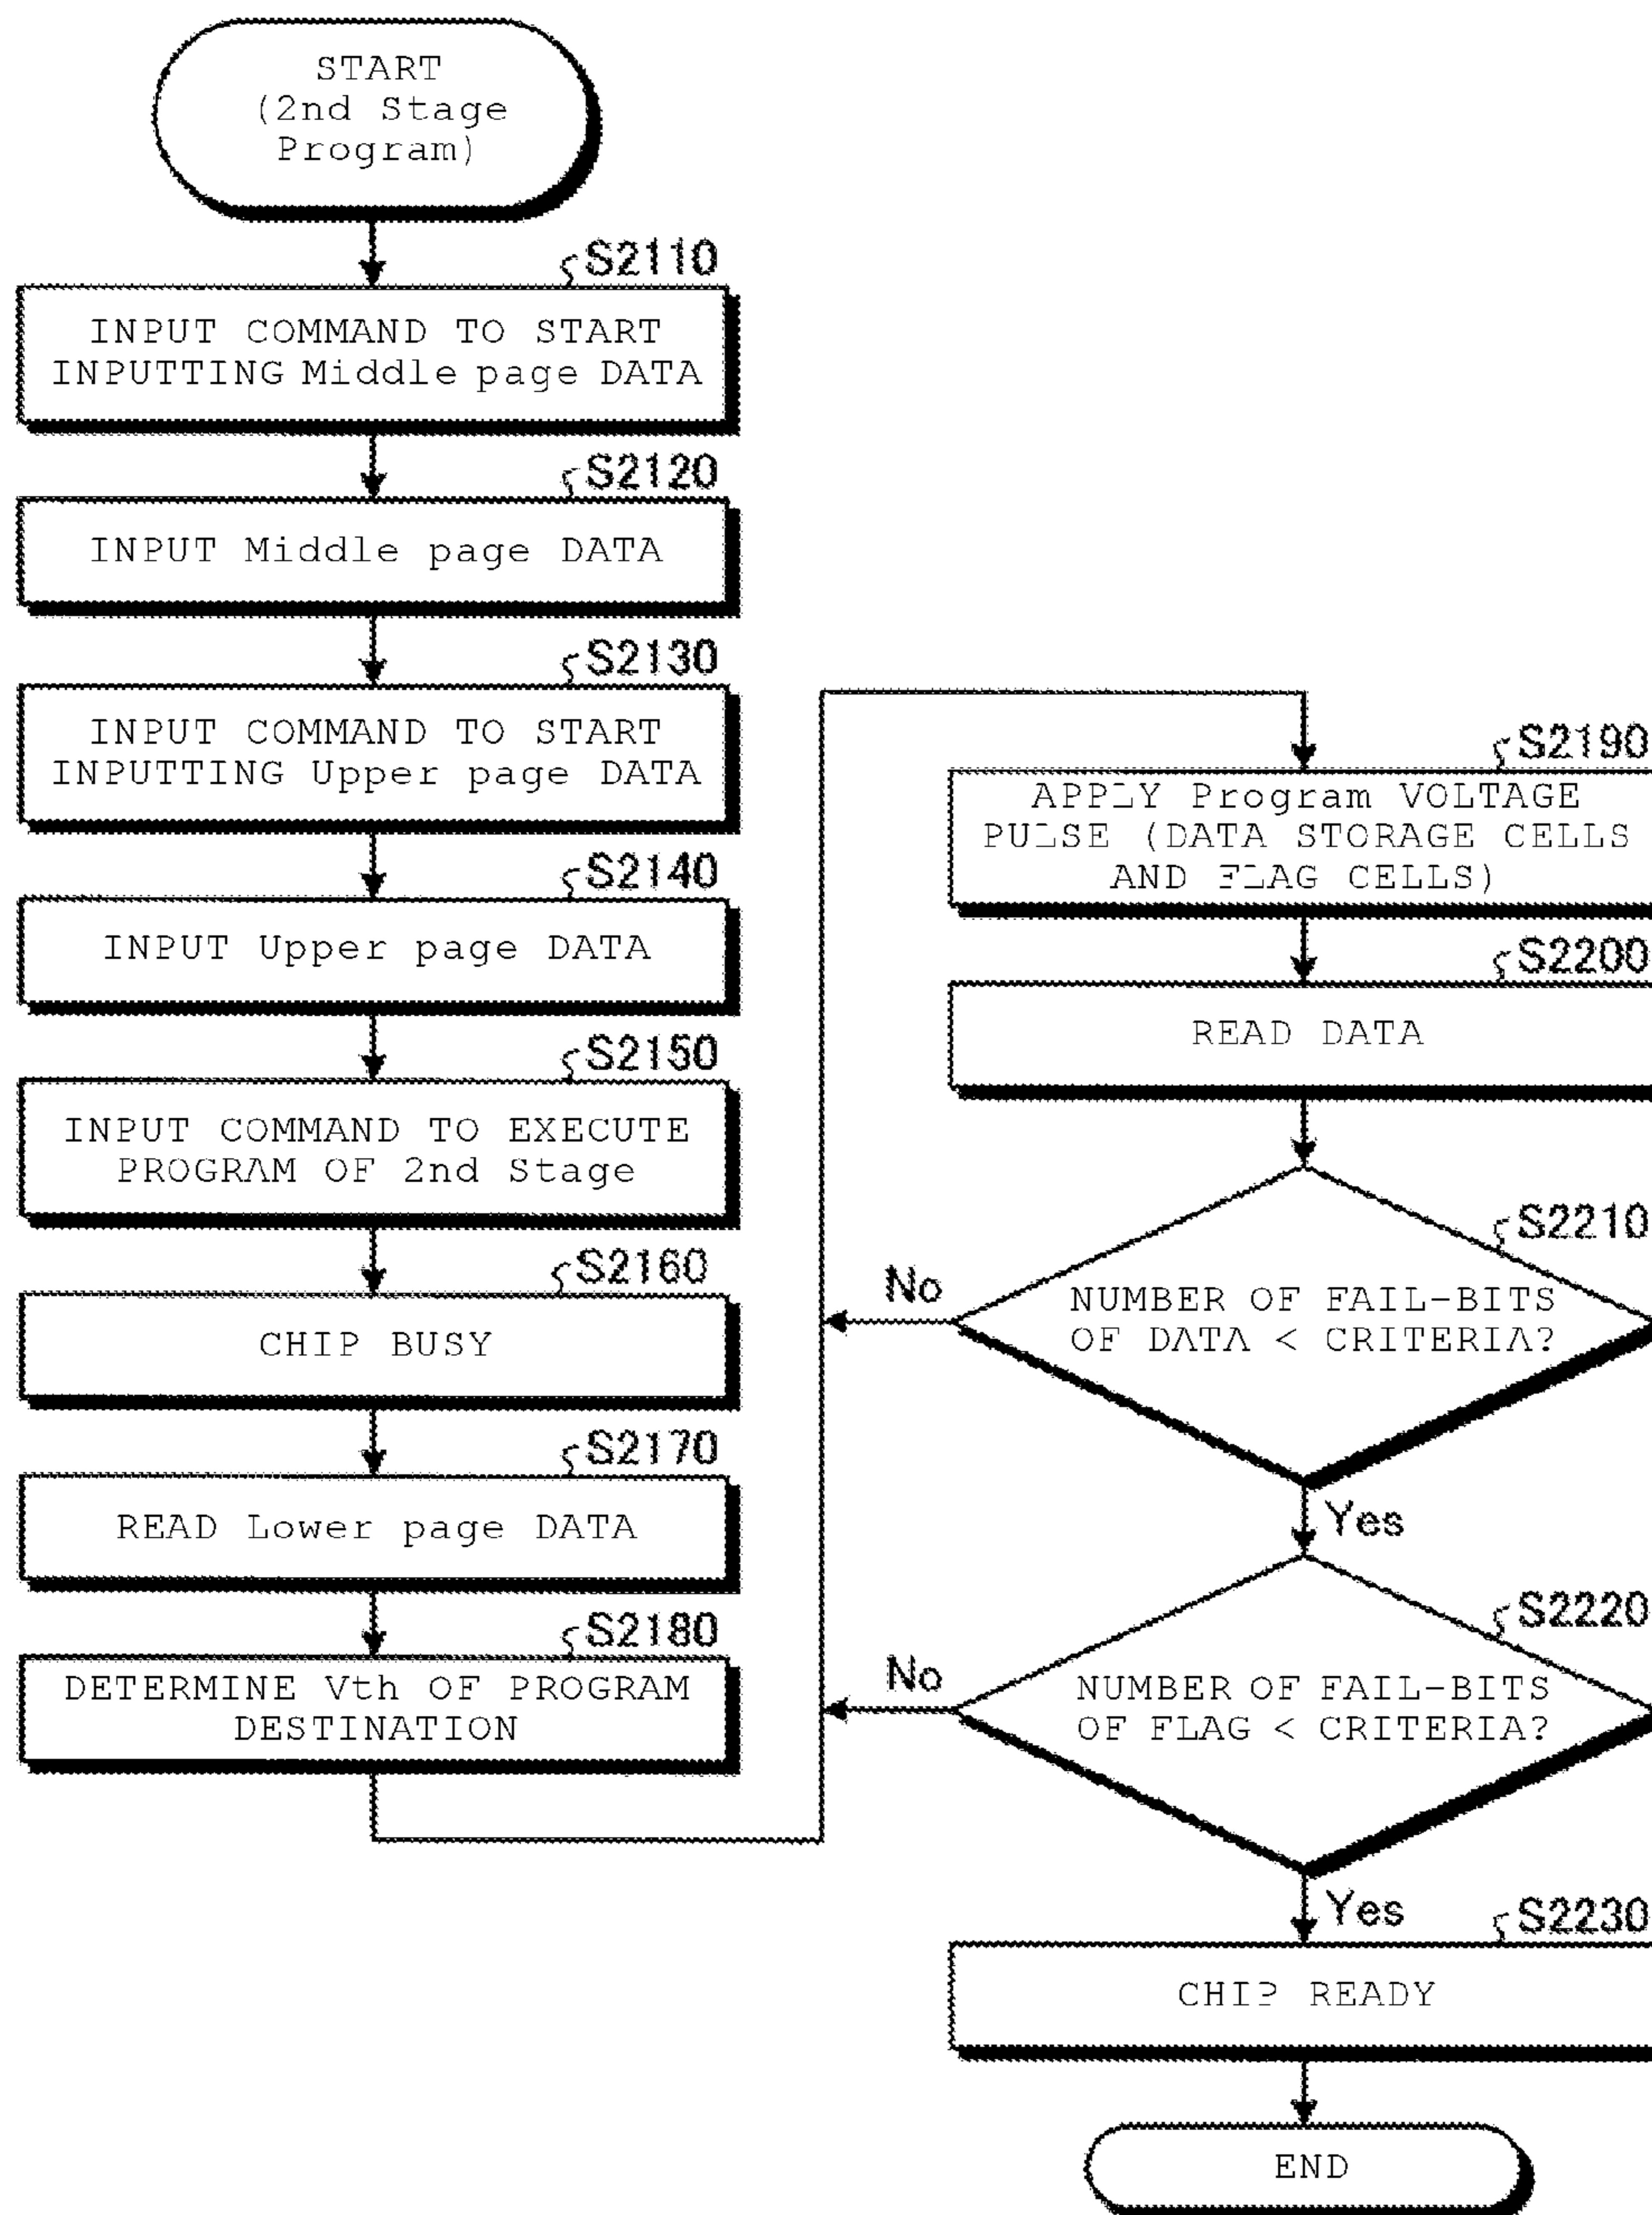 START
(2nd Stage
Program)
S2110
INPUT COMMAND TO START
INPUTTING Middle page DATA
S2120
INPUT Middle page DATA
S2130
INPUT COMMAND TO START
INPUTTING Upper page DATA
S2140
INPUT Upper page DATA
S2150
INPUT COMMAND TO EXECUTE
PROGRAM OF 2nd Stage
S2160
CHIP BUSY
S2170
READ Lower page DATA
S2180
DETERMINE Vth OF PROGRAM
DESTINATION
S2190
APPLY Program VOLTAGE
PULSE (DATA STORAGE CELLS
AND FLAG CELLS)
S2200
READ DATA
S2210
No
NUMBER OF FAIL-BITS
OF DATA < CRITERIA?
Yes
S2220
No
NUMBER OF FAIL-BITS
OF FLAG < CRITERIA?
Yes
S2230
CHIP READY
END